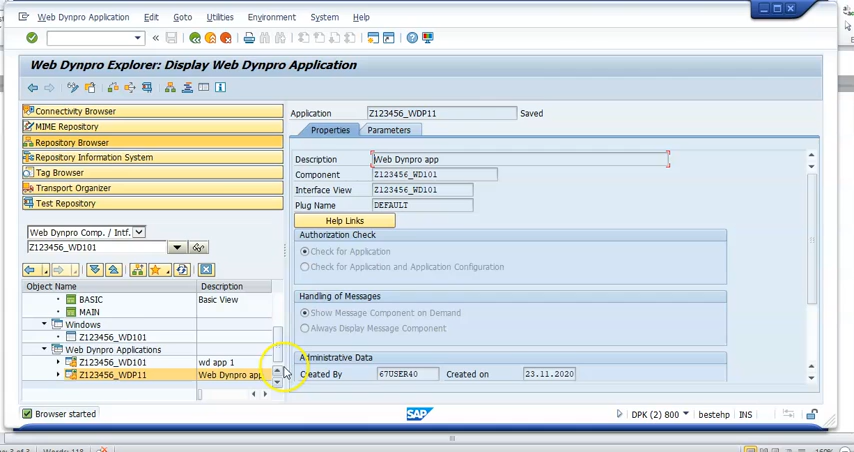 Web Dynpro Application Edit Goto Utilities Environment System Help
Web Dynpro Explorer: Display Web Dynpro Application
Connectivity Browser
MIME Repository
Repository Browser
Repository Information System
Tag Browser
Transport Organizer
Test Repository
Web Dynpro Comp. / Intf.
Z123456_WD101
Object Name Description
BASIC Basic View
MAIN
Windows
Z123456_WD101
Web Dynpro Applications
Z123456_WD101 wd app 1
Z123456_WDP11 Web Dynpro app
Application Z123456_WDP11 Saved
Properties Parameters
Description Web Dynpro app
Component Z123456_WD101
Interface View Z123456_WD101
Plug Name DEFAULT
Help Links
Authorization Check
Check for Application
Check for Application and Application Configuration
Handling of Messages
Show Message Component on Demand
Always Display Message Component
Administrative Data
Created By 67USER40 Created on 23.11.2020
Browser started
SAP
DPK (2) 800 bestehp INS
Words: 118
160%